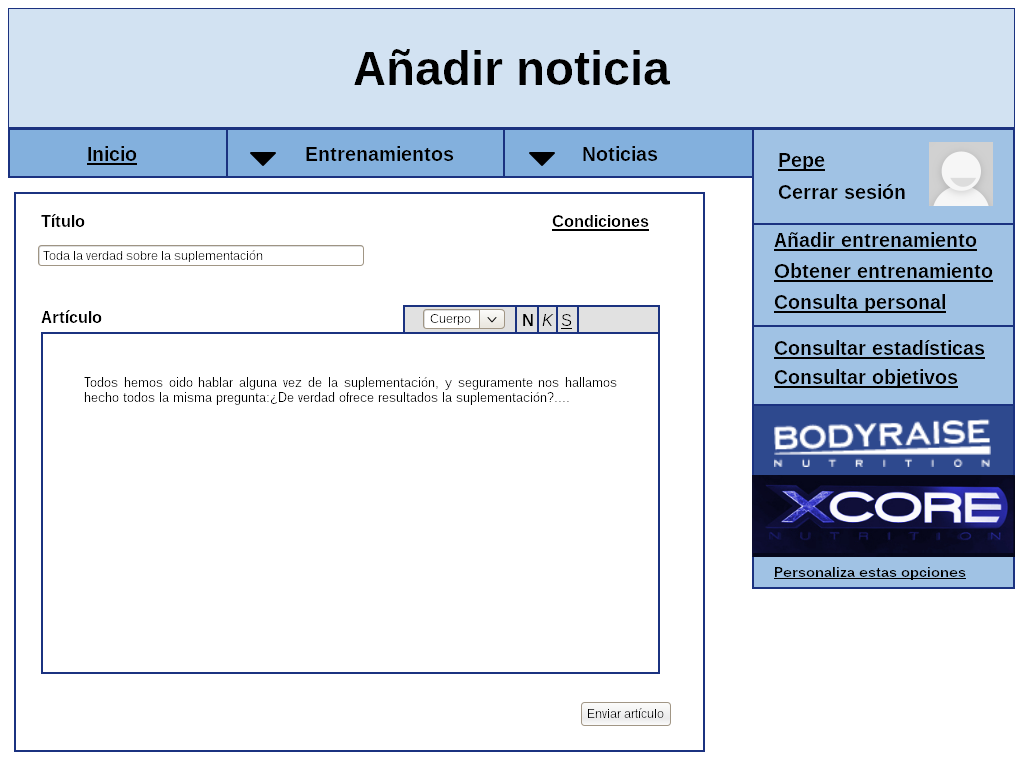 Añadir noticia
Inicio
Entrenamientos
Noticias
Pepe
Cerrar sesión
Título
Condiciones
Toda la verdad sobre la suplementación
Artículo
Cuerpo
N K S
Todos hemos oido hablar alguna vez de la suplementación, y seguramente nos hallamos
hecho todos la misma pregunta:¿De verdad ofrece resultados la suplementación?....
Enviar artículo
Añadir entrenamiento
Obtener entrenamiento
Consulta personal
Consultar estadísticas
Consultar objetivos
BODYRAISE
NUTRITION
XCORE
NUTRITION
Personaliza estas opciones